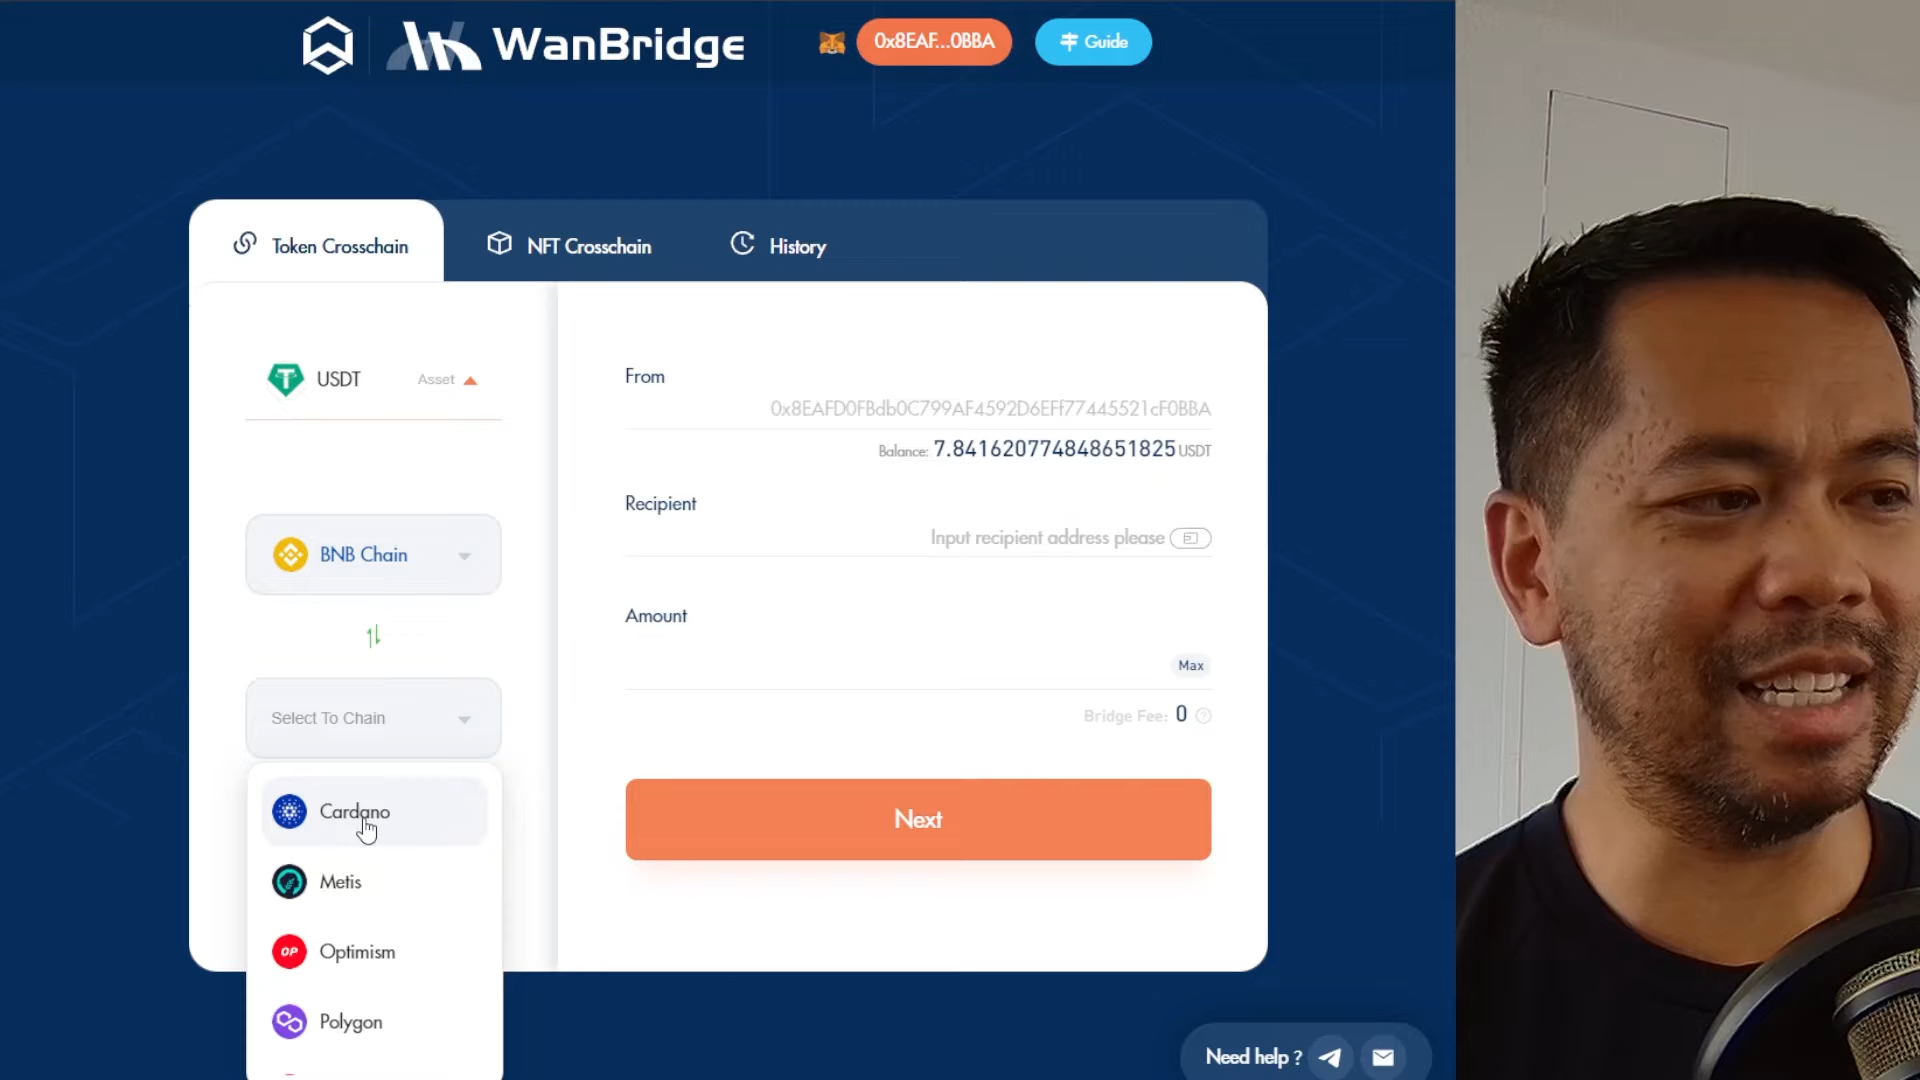 WanBridge
0x8EAF...0BBA
Guide
Token Crosschain
NFT Crosschain
History
USDT
Asset
From
0x8EAFD0FBdb0C799AF4592D6EFf77445521cF0BBA
Balance: 7.841620774848651825 USDT
BNB Chain
Recipient
Input recipient address please
Amount
Max
Select To Chain
Bridge Fee: 0
Next
Cardano
Metis
OP Optimism
Polygon
Need help ?